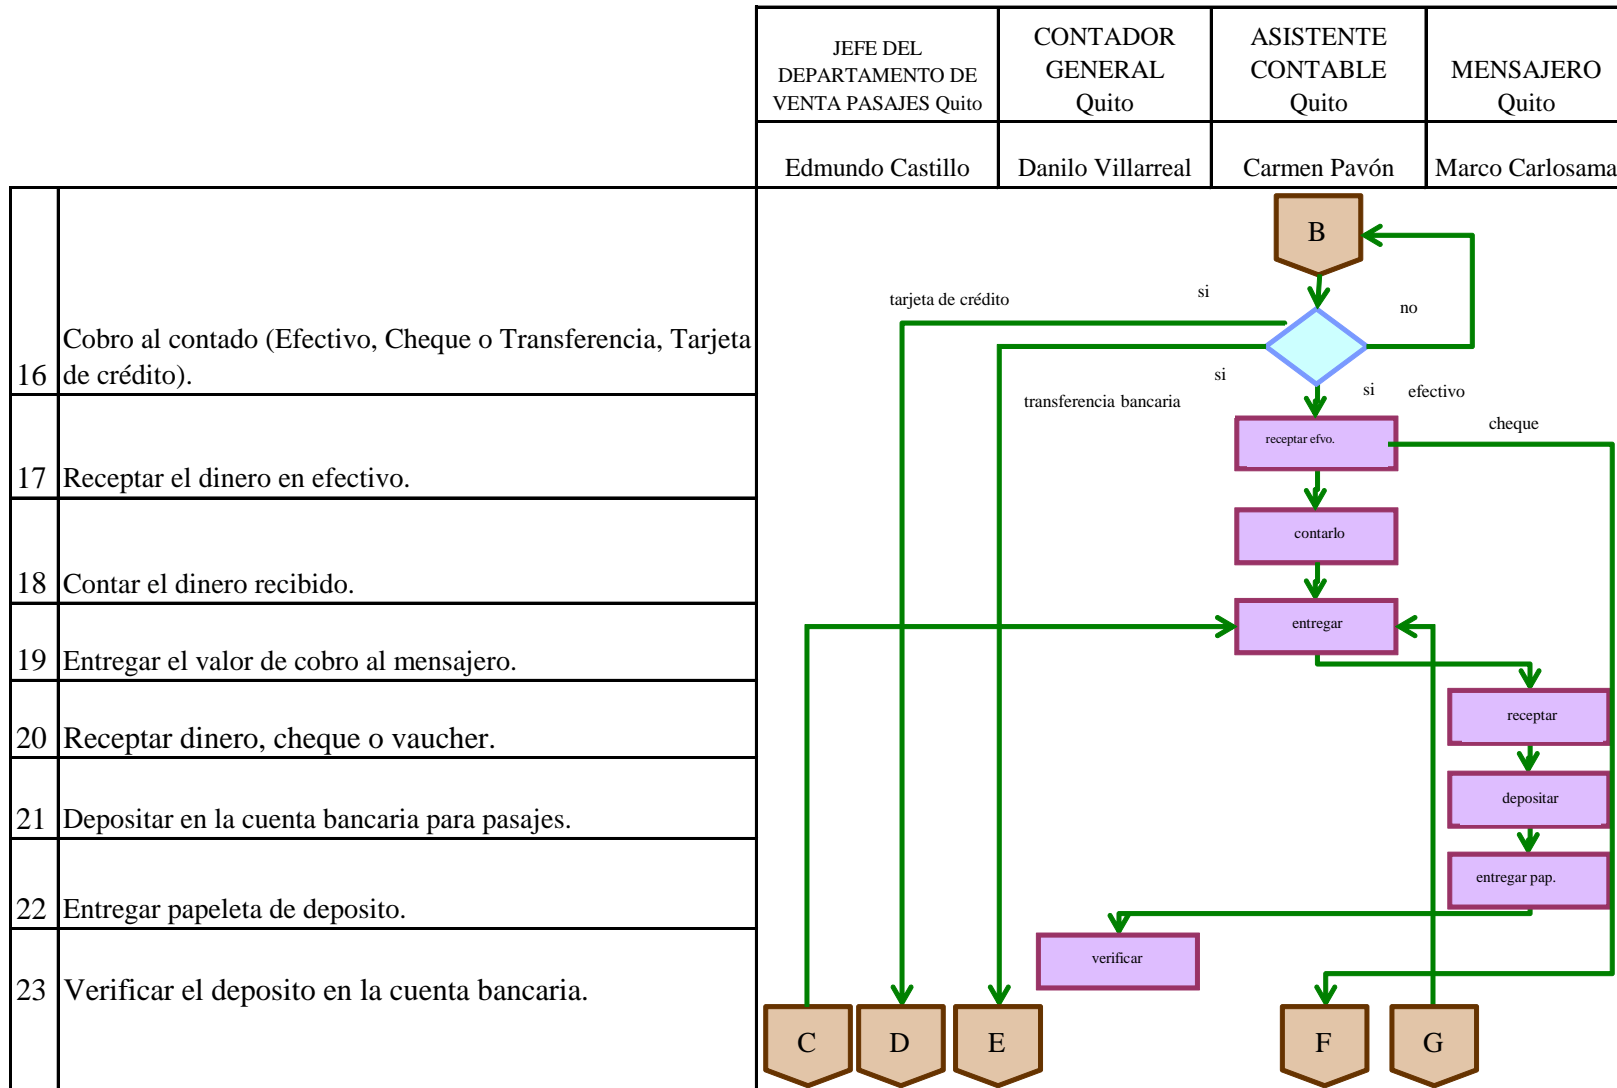 JEFE DEL
DEPARTAMENTO DE
VENTA PASAJES Quito
CONTADOR
GENERAL
Quito
ASISTENTE
CONTABLE
Quito
MENSAJERO
Quito
Edmundo Castillo
Danilo Villarreal
Carmen Pavón
Marco Carlosama
B
tarjeta de crédito
si
no
16 Cobro al contado (Efectivo, Cheque o Transferencia, Tarjeta
de crédito).
si
transferencia bancaria
si
efectivo
cheque
receptar efvo.
17 Receptar el dinero en efectivo.
contarlo
18 Contar el dinero recibido.
entregar
19 Entregar el valor de cobro al mensajero.
receptar
20 Receptar dinero, cheque o vaucher.
depositar
21 Depositar en la cuenta bancaria para pasajes.
entregar pap.
22 Entregar papeleta de deposito.
verificar
23 Verificar el deposito en la cuenta bancaria.
C
D
E
F
G